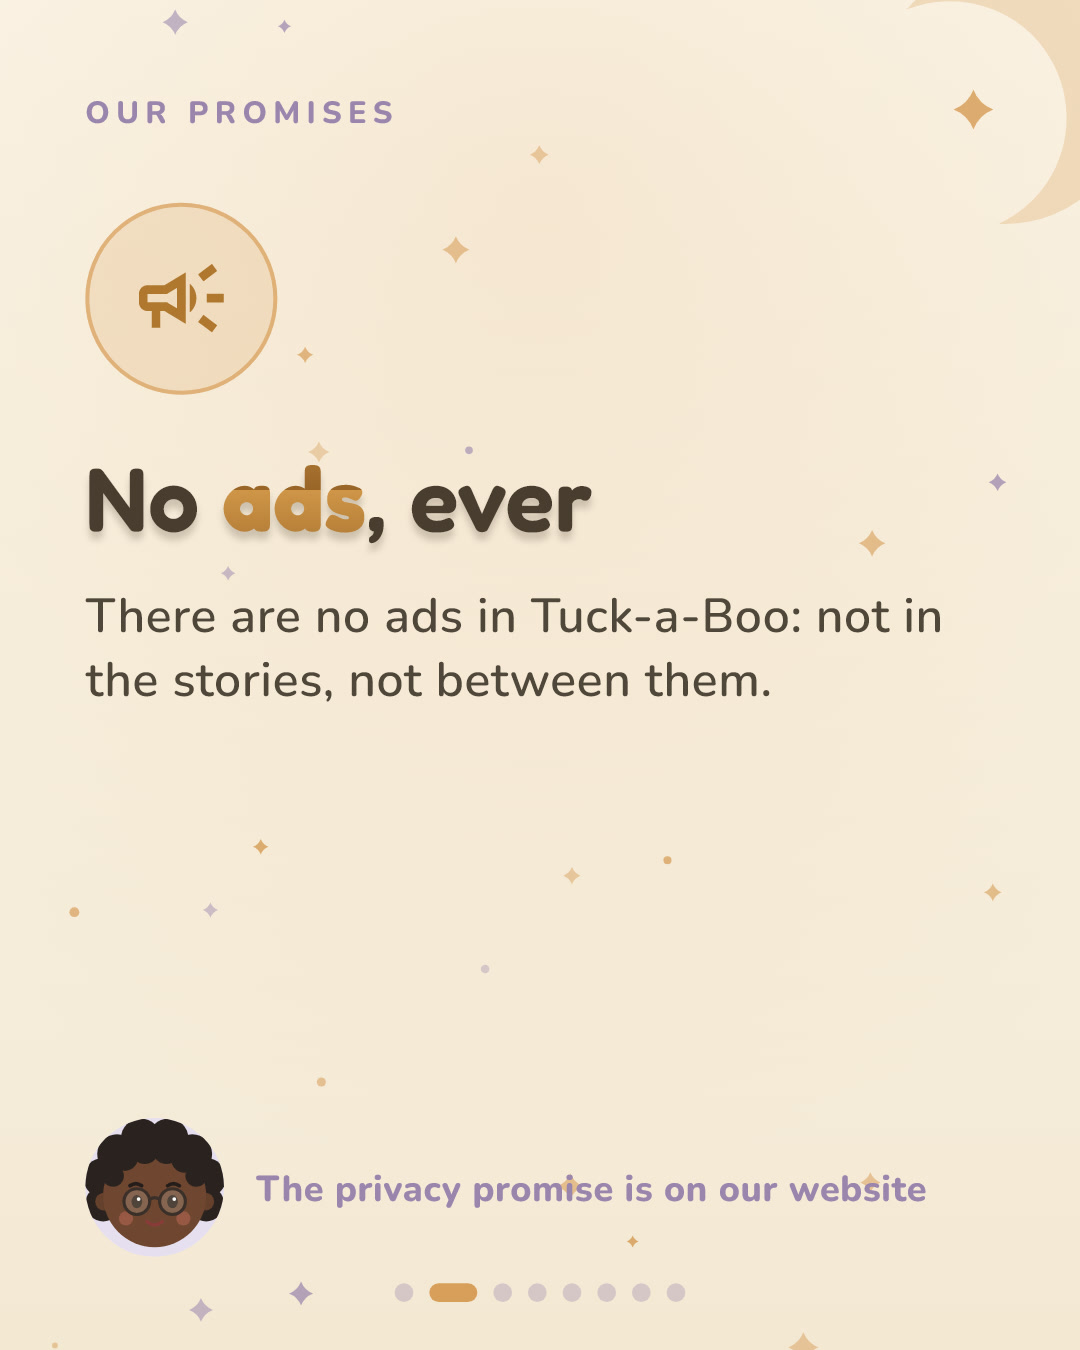 OUR PROMISES
No ads, ever
There are no ads in Tuck-a-Boo: not in
the stories, not between them.
The privacy promise is on our website